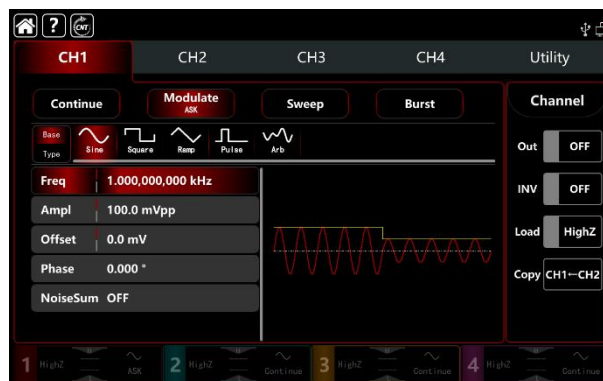 ? CNT
CH1 CH2 CH3 CH4 Utility
Continue Modulate Sweep Burst Channel
ASK
Base
Type Sine Square Ramp Pulse Arb
Out OFF
Freq 1.000,000,000 kHz
INV OFF
Ampl 100.0 mVpp
Offset 0.0 mV
Load HighZ
Phase 0.000 °
Copy CH1←CH2
NoiseSum OFF
1 HighZ ASK 2 HighZ Continue 3 HighZ Continue 4 HighZ Continue